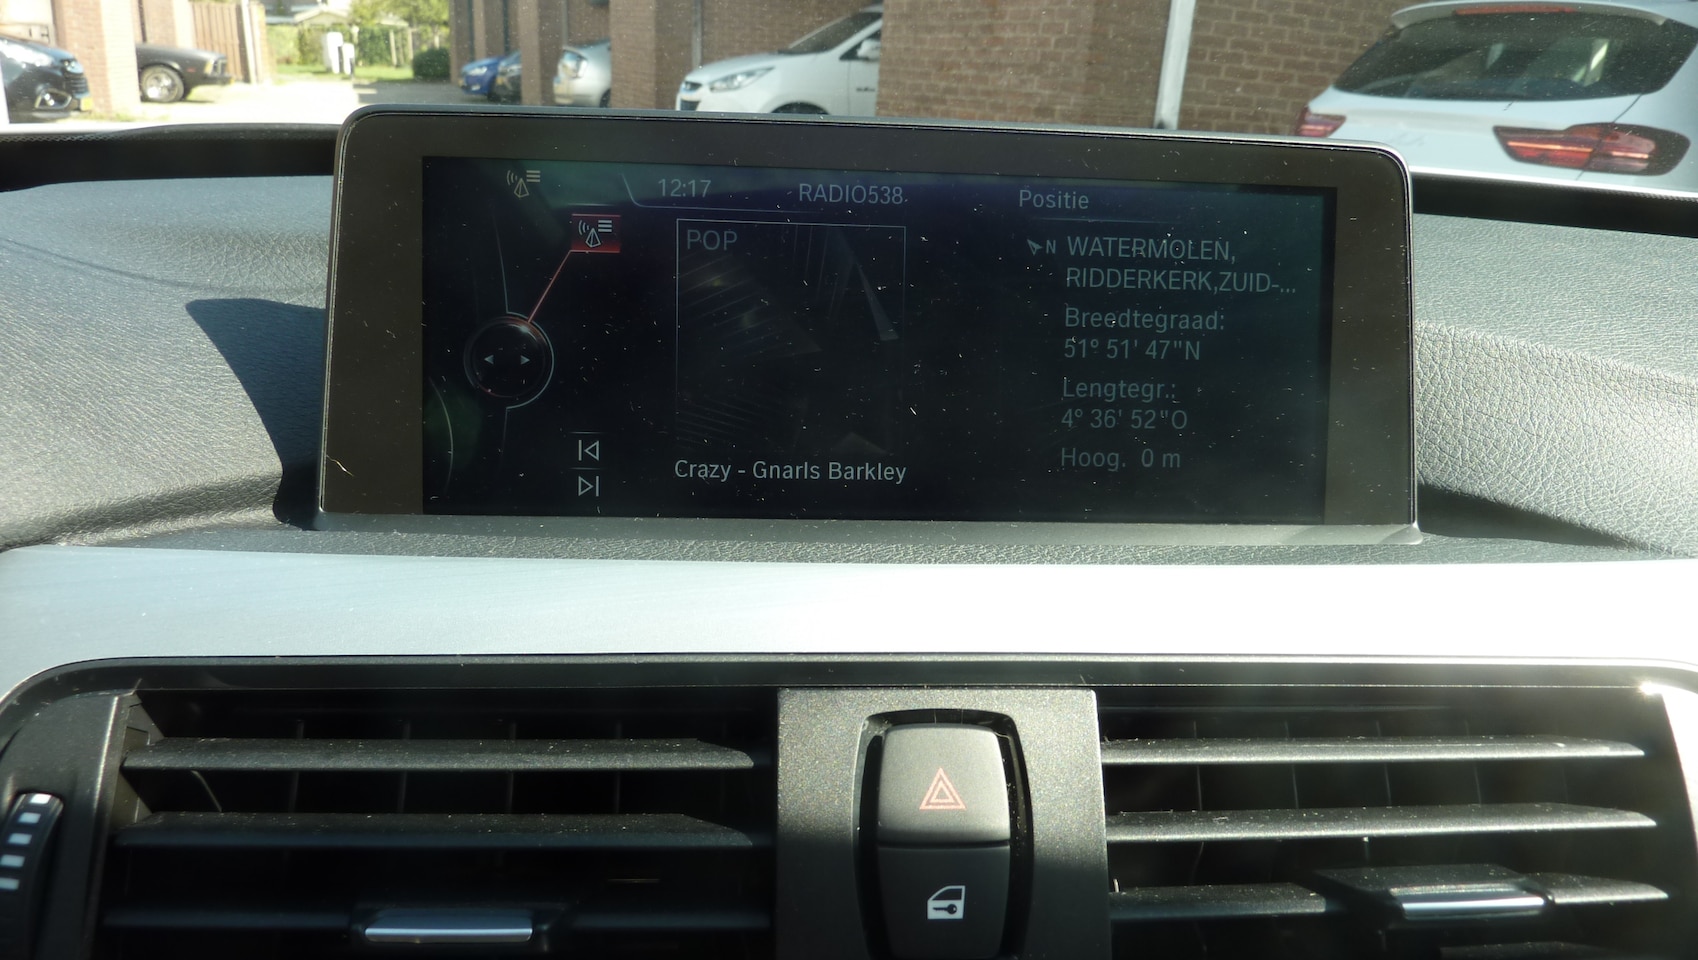 12:17
RADIO538
Positie
POP
N WATERMOLEN,
RIDDERKERK,ZUID-...
Breedtegraad:
51° 51' 47"N
Lengtegr.:
4° 36' 52"O
Hoog. 0 m
Crazy - Gnarls Barkley